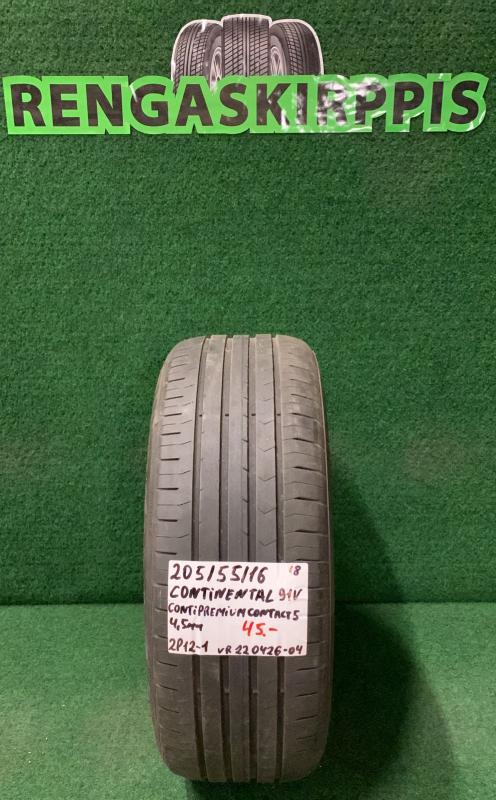 RENGASKIRPPIS
205/55/16 '18
CONTINENTAL 91V
CONTIPREMIUMCONTACT5
4,5mm 45.-
2P12-1 VR 220426-04